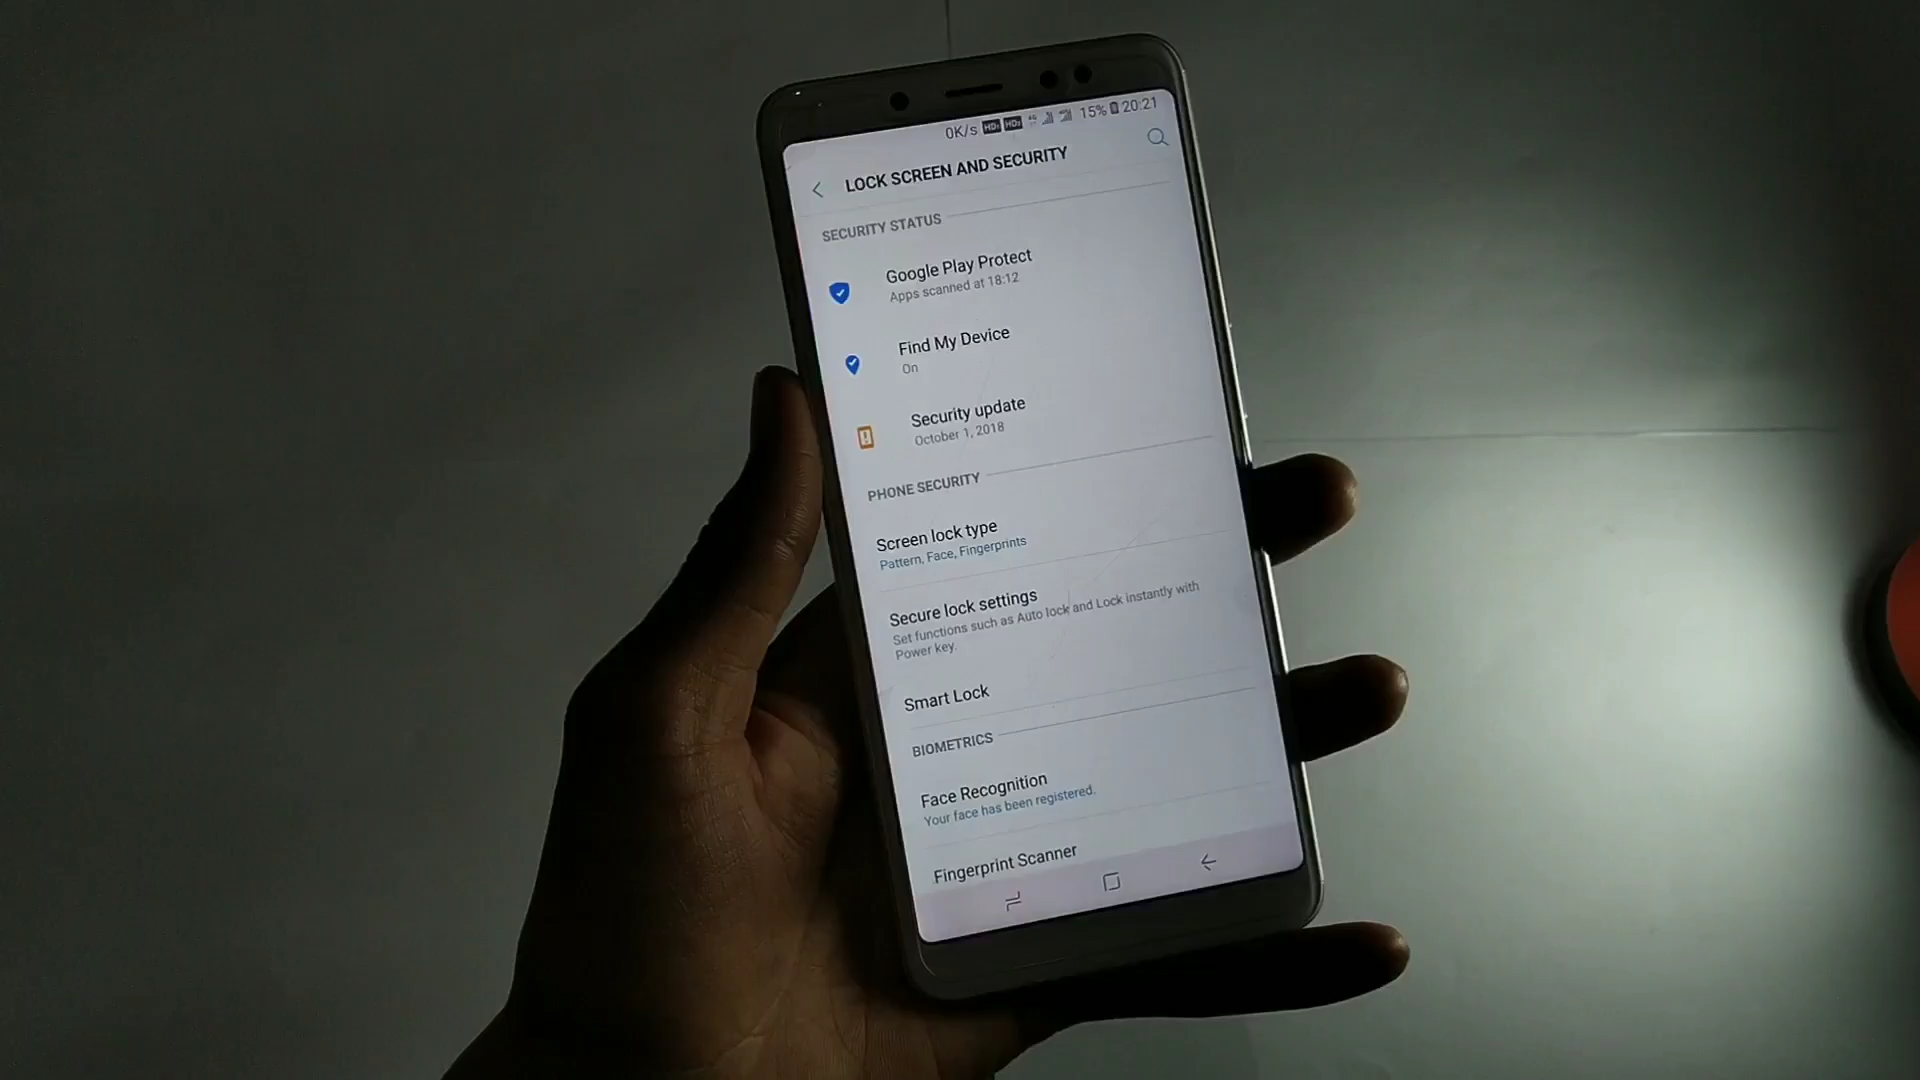 0K/s HD1 HD2 4G 15% 20:21
LOCK SCREEN AND SECURITY
SECURITY STATUS
Google Play Protect
Apps scanned at 18:12
Find My Device
On
Security update
October 1, 2018
PHONE SECURITY
Screen lock type
Pattern, Face, Fingerprints
Secure lock settings
Set functions such as Auto lock and Lock instantly with
Power key.
Smart Lock
BIOMETRICS
Face Recognition
Your face has been registered.
Fingerprint Scanner